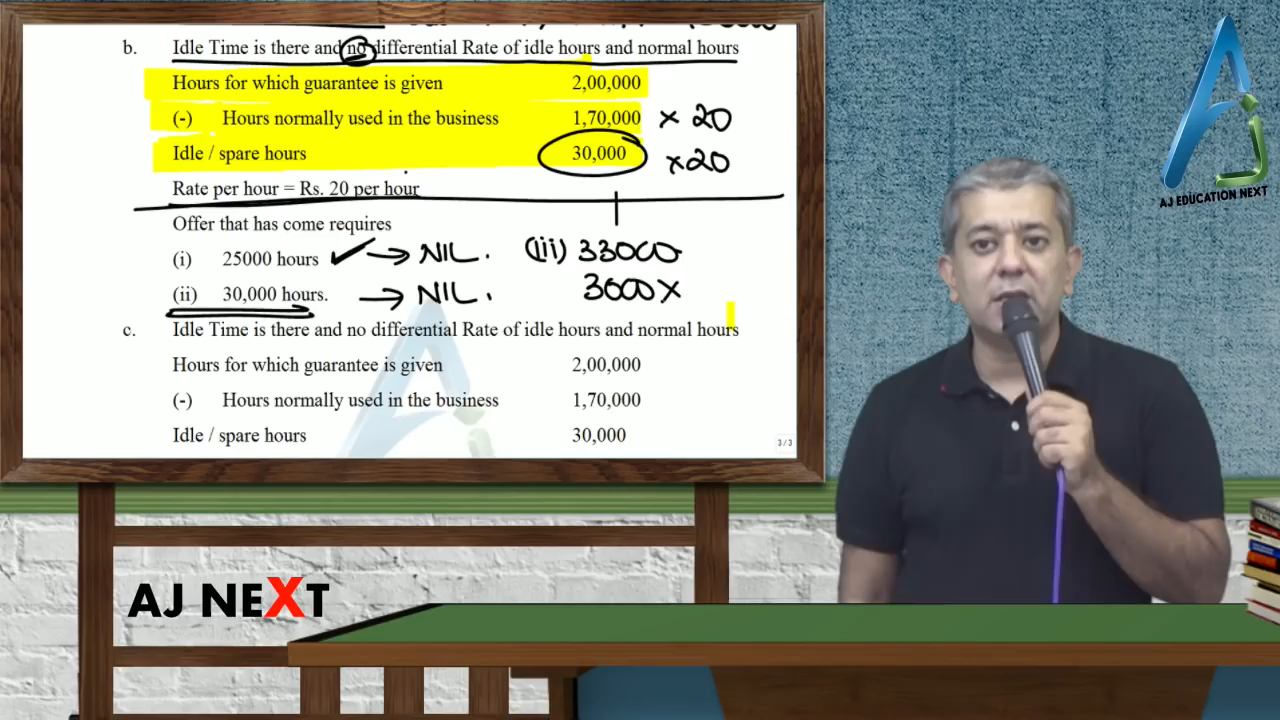 b. Idle Time is there and no differential Rate of idle hours and normal hours
Hours for which guarantee is given 2,00,000
(-) Hours normally used in the business 1,70,000 × 20
Idle / spare hours 30,000 ×20
Rate per hour = Rs. 20 per hour
Offer that has come requires
(i) 25000 hours ✓ → NIL. (iii) 33000
(ii) 30,000 hours. → NIL. 3000 X
c. Idle Time is there and no differential Rate of idle hours and normal hours
Hours for which guarantee is given 2,00,000
(-) Hours normally used in the business 1,70,000
Idle / spare hours 30,000
3/3
AJ EDUCATION NEXT
AJ NEXT